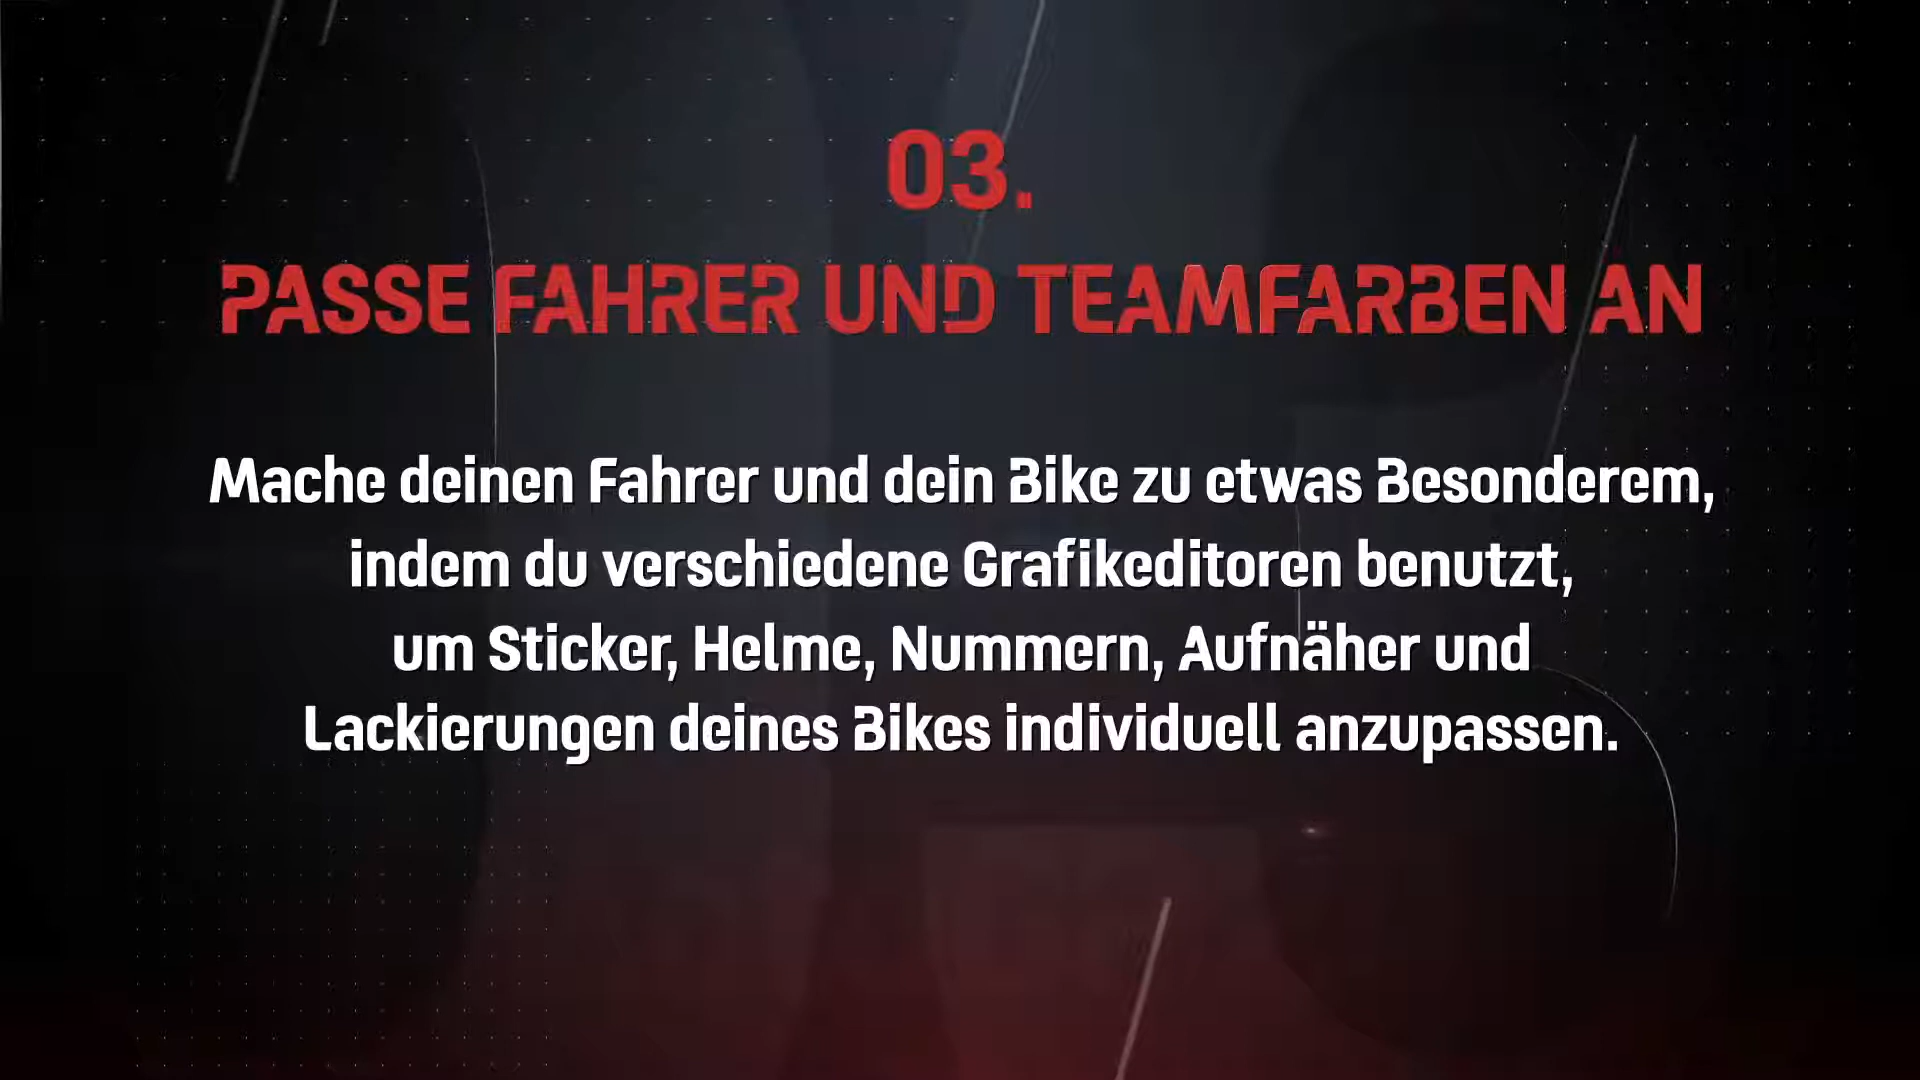 03.
PASSE FAHRER UND TEAMFARBEN AN
Mache deinen Fahrer und dein Bike zu etwas Besonderem,
indem du verschiedene Grafikeditoren benutzt,
um Sticker, Helme, Nummern, Aufnäher und
Lackierungen deines Bikes individuell anzupassen.